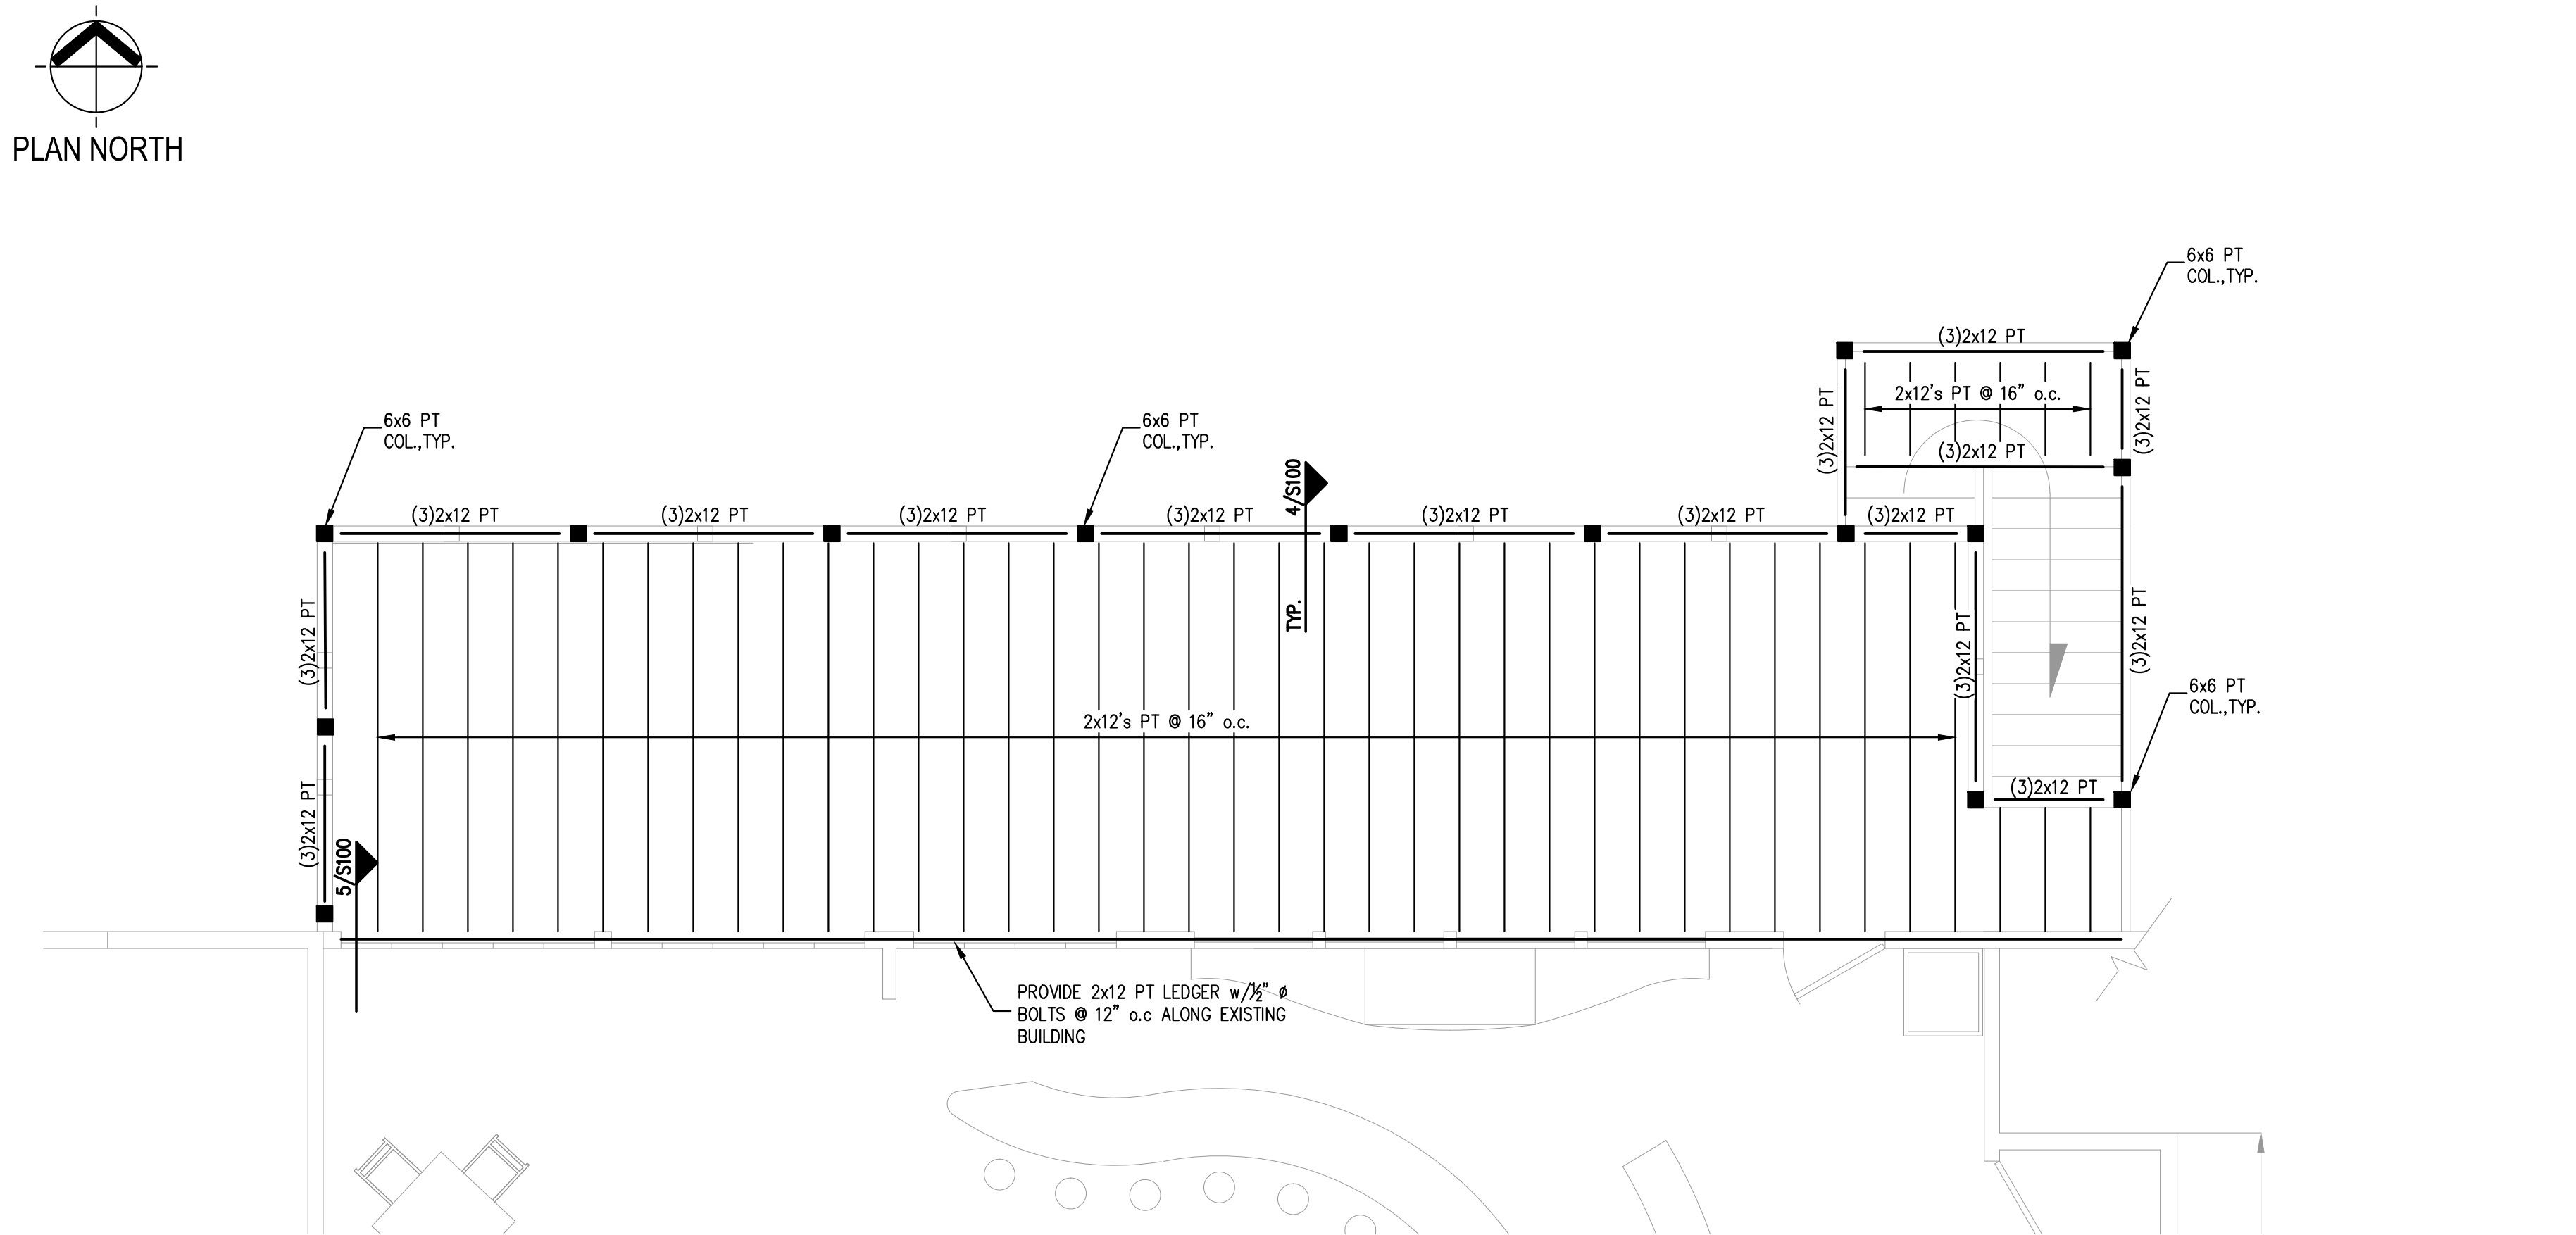 PLAN NORTH
6x6 PT
COL.,TYP.
(3)2x12 PT
2x12's PT @ 16" o.c.
(3)2x12 PT
(3)2x12 PT
(3)2x12 PT
6x6 PT
COL.,TYP.
6x6 PT
COL.,TYP.
4/S100
TYP.
(3)2x12 PT
(3)2x12 PT
(3)2x12 PT
(3)2x12 PT
(3)2x12 PT
(3)2x12 PT
(3)2x12 PT
(3)2x12 PT
(3)2x12 PT
(3)2x12 PT
6x6 PT
COL.,TYP.
2x12's PT @ 16" o.c.
(3)2x12 PT
(3)2x12 PT
5/S100
PROVIDE 2x12 PT LEDGER w/½" ø
BOLTS @ 12" o.c ALONG EXISTING
BUILDING